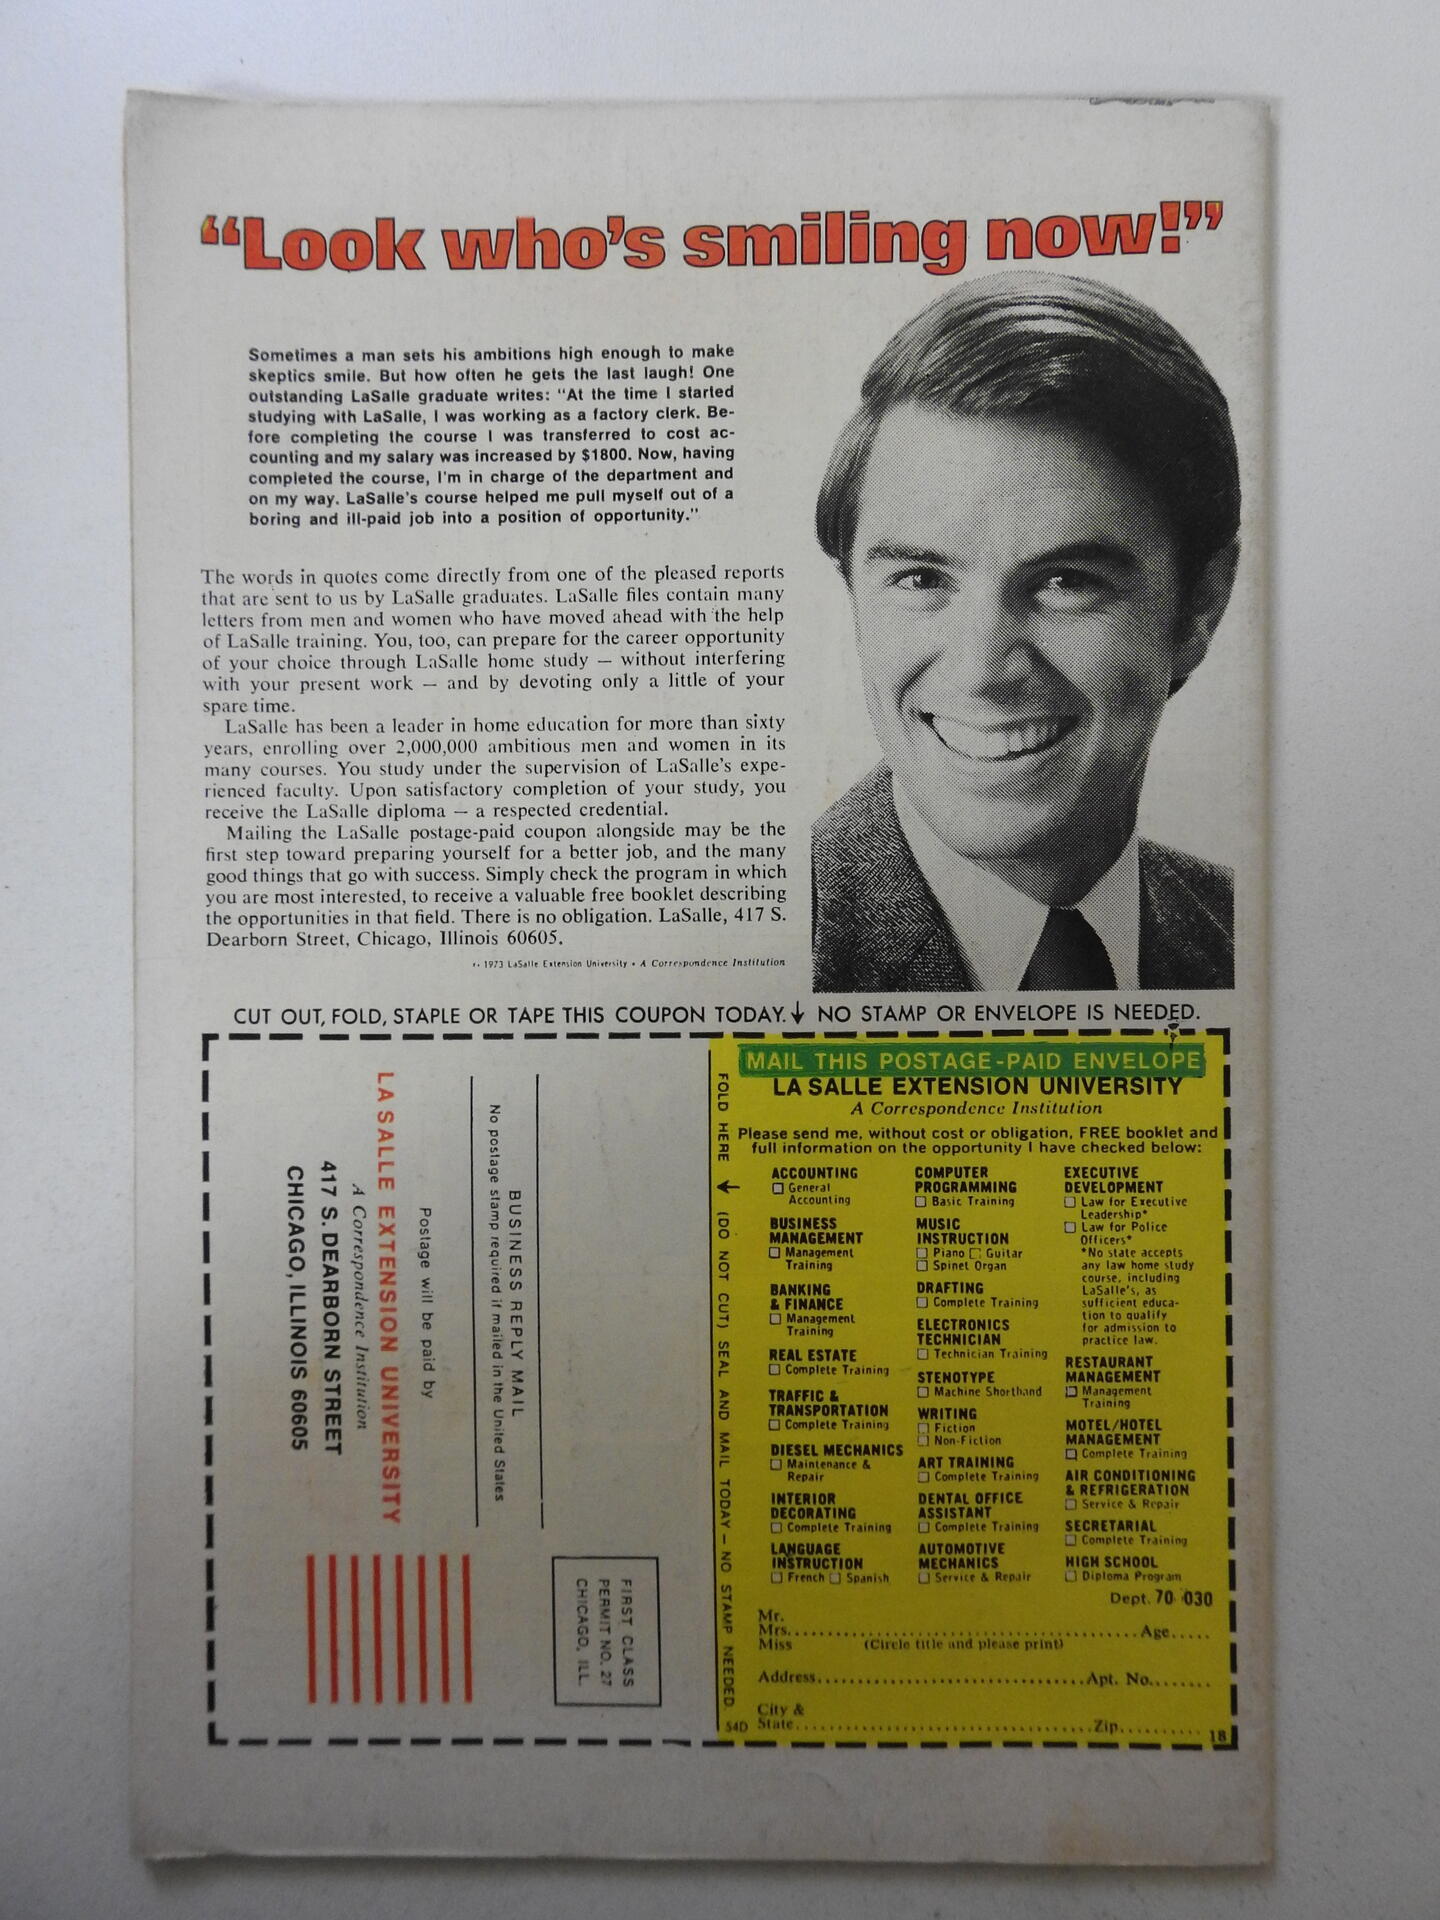 “Look who's smiling now!”
Sometimes a man sets his ambitions high enough to make
skeptics smile. But how often he gets the last laugh! One
outstanding LaSalle graduate writes: “At the time I started
studying with LaSalle, I was working as a factory clerk. Be-
fore completing the course I was transferred to cost ac-
counting and my salary was increased by $1800. Now, having
completed the course, I'm in charge of the department and
on my way. LaSalle's course helped me pull myself out of a
boring and ill-paid job into a position of opportunity.”
The words in quotes come directly from one of the pleased reports
that are sent to us by LaSalle graduates. LaSalle files contain many
letters from men and women who have moved ahead with the help
of LaSalle training. You, too, can prepare for the career opportunity
of your choice through LaSalle home study — without interfering
with your present work — and by devoting only a little of your
spare time.
LaSalle has been a leader in home education for more than sixty
years, enrolling over 2,000,000 ambitious men and women in its
many courses. You study under the supervision of LaSalle's expe-
rienced faculty. Upon satisfactory completion of your study, you
receive the LaSalle diploma — a respected credential.
Mailing the LaSalle postage-paid coupon alongside may be the
first step toward preparing yourself for a better job, and the many
good things that go with success. Simply check the program in which
you are most interested, to receive a valuable free booklet describing
the opportunities in that field. There is no obligation. LaSalle, 417 S.
Dearborn Street, Chicago, Illinois 60605.
1973 LaSalle Extension University • A Correspondence Institution
CUT OUT, FOLD, STAPLE OR TAPE THIS COUPON TODAY. ↓ NO STAMP OR ENVELOPE IS NEEDED.
FIRST CLASS
PERMIT NO. 27
CHICAGO, ILL.
BUSINESS REPLY MAIL
No postage stamp required if mailed in the United States
Postage will be paid by
LA SALLE EXTENSION UNIVERSITY
A Correspondence Institution
417 S. DEARBORN STREET
CHICAGO, ILLINOIS 60605
FOLD HERE ↓ (DO NOT CUT) SEAL AND MAIL TODAY — NO STAMP NEEDED.
MAIL THIS POSTAGE-PAID ENVELOPE
LA SALLE EXTENSION UNIVERSITY
A Correspondence Institution
Please send me, without cost or obligation, FREE booklet and
full information on the opportunity I have checked below:
ACCOUNTING
☐ General
Accounting
BUSINESS
MANAGEMENT
☐ Management
Training
BANKING
& FINANCE
☐ Management
Training
REAL ESTATE
☐ Complete Training
TRAFFIC &
TRANSPORTATION
☐ Complete Training
DIESEL MECHANICS
☐ Maintenance &
Repair
INTERIOR
DECORATING
☐ Complete Training
LANGUAGE
INSTRUCTION
☐ French ☐ Spanish
COMPUTER
PROGRAMMING
☐ Basic Training
MUSIC
INSTRUCTION
☐ Piano ☐ Guitar
☐ Spinet Organ
DRAFTING
☐ Complete Training
ELECTRONICS
TECHNICIAN
☐ Technician Training
STENOTYPE
☐ Machine Shorthand
WRITING
☐ Fiction
☐ Non-Fiction
ART TRAINING
☐ Complete Training
DENTAL OFFICE
ASSISTANT
☐ Complete Training
AUTOMOTIVE
MECHANICS
☐ Service & Repair
EXECUTIVE
DEVELOPMENT
☐ Law for Executive
Leadership*
☐ Law for Police
Officers*
*No state accepts
any law home study
course, including
LaSalle's, as
sufficient educa-
tion to qualify
for admission to
practice law.
RESTAURANT
MANAGEMENT
☐ Management
Training
MOTEL/HOTEL
MANAGEMENT
☐ Complete Training
AIR CONDITIONING
& REFRIGERATION
☐ Service & Repair
SECRETARIAL
☐ Complete Training
HIGH SCHOOL
☐ Diploma Program
Dept. 70-030
Mr.
Mrs. Age
Miss (Circle title and please print)
Address Apt. No.
City &
State Zip
54D
18